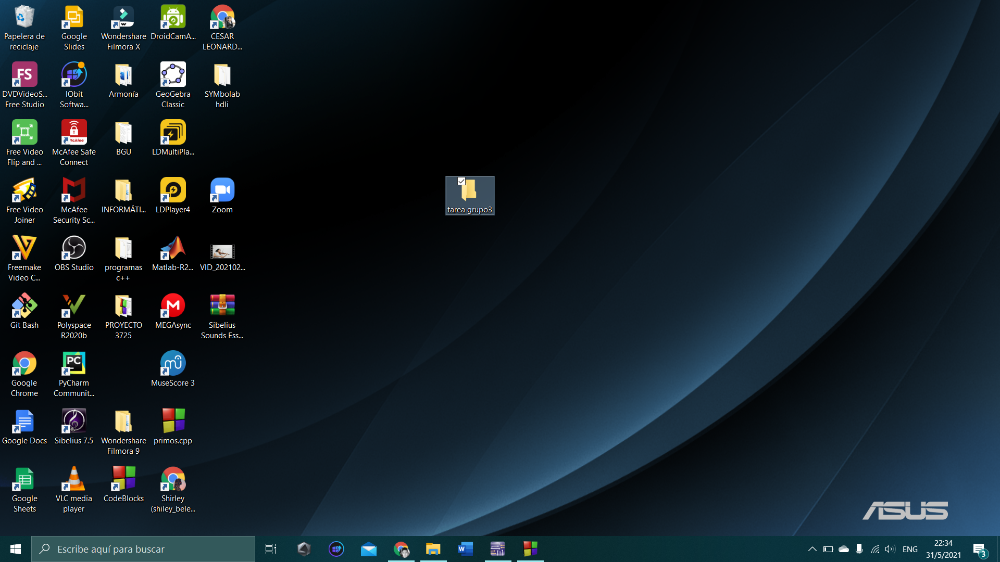 Papelera de
reciclaje
Google
Slides
Wondershare
Filmora X
DroidCamA...
CESAR
LEONARD...
FS
DVDVideoS...
Free Studio
IObit
Softwa...
Armonía
GeoGebra
Classic
SYMbolab
hdli
Free Video
Flip and ...
McAfee
McAfee Safe
Connect
BGU
LDMultiPla...
Free Video
Joiner
McAfee
Security Sc...
INFORMÁTI...
LDPlayer4
Zoom
tarea grupo3
Freemake
Video C...
OBS Studio
programas
c++
Matlab-R2...
VID_202102...
Git Bash
Polyspace
R2020b
PROYECTO
3725
MEGAsync
Sibelius
Sounds Ess...
Google
Chrome
PC
PyCharm
Communit...
MuseScore 3
Google Docs
Sibelius 7.5
Wondershare
Filmora 9
primos.cpp
Google
Sheets
VLC media
player
CodeBlocks
Shirley
(shiley_bele...
ASUS
Escribe aquí para buscar
ENG
22:34
31/5/2021
3